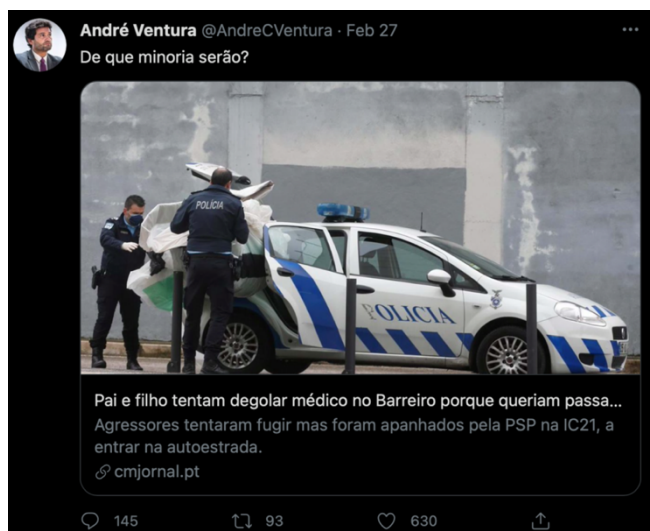 André Ventura @AndreCVentura · Feb 27
De que minoria serão?
POLÍCIA
POLICIA
Pai e filho tentam degolar médico no Barreiro porque queriam passa...
Agressores tentaram fugir mas foram apanhados pela PSP na IC21, a
entrar na autoestrada.
cmjornal.pt
145 93 630